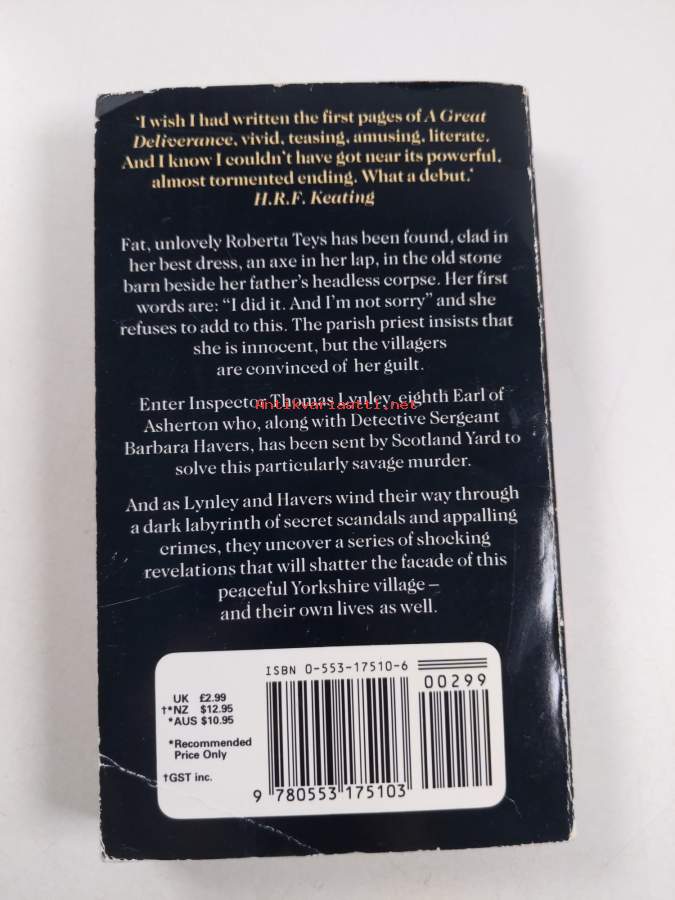 'I wish I had written the first pages of A Great
Deliverance, vivid, teasing, amusing, literate.
And I know I couldn't have got near its powerful,
almost tormented ending. What a debut.'
H.R.F. Keating
Fat, unlovely Roberta Teys has been found, clad in
her best dress, an axe in her lap, in the old stone
barn beside her father's headless corpse. Her first
words are: "I did it. And I'm not sorry" and she
refuses to add to this. The parish priest insists that
she is innocent, but the villagers
are convinced of her guilt.
Enter Inspector Thomas Lynley, eighth Earl of
Antikvariaatti.net
Asherton who, along with Detective Sergeant
Barbara Havers, has been sent by Scotland Yard to
solve this particularly savage murder.
And as Lynley and Havers wind their way through
a dark labyrinth of secret scandals and appalling
crimes, they uncover a series of shocking
revelations that will shatter the facade of this
peaceful Yorkshire village –
and their own lives as well.
ISBN 0-553-17510-6
00299
UK £2.99
†*NZ $12.95
*AUS $10.95
*Recommended
Price Only
†GST inc.
9 780553 175103